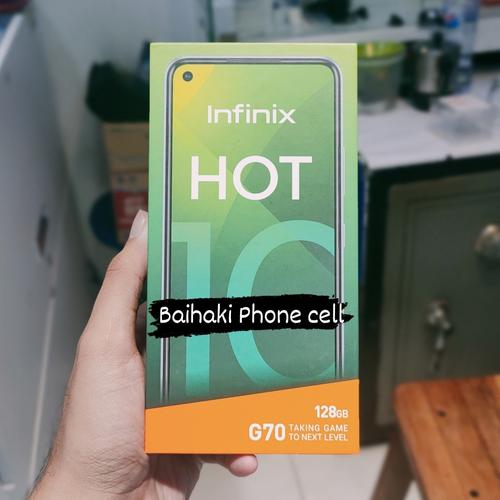 Infinix
HOT
10
Baihaki Phone cell
128GB
G70 TAKING GAME
TO NEXT LEVEL